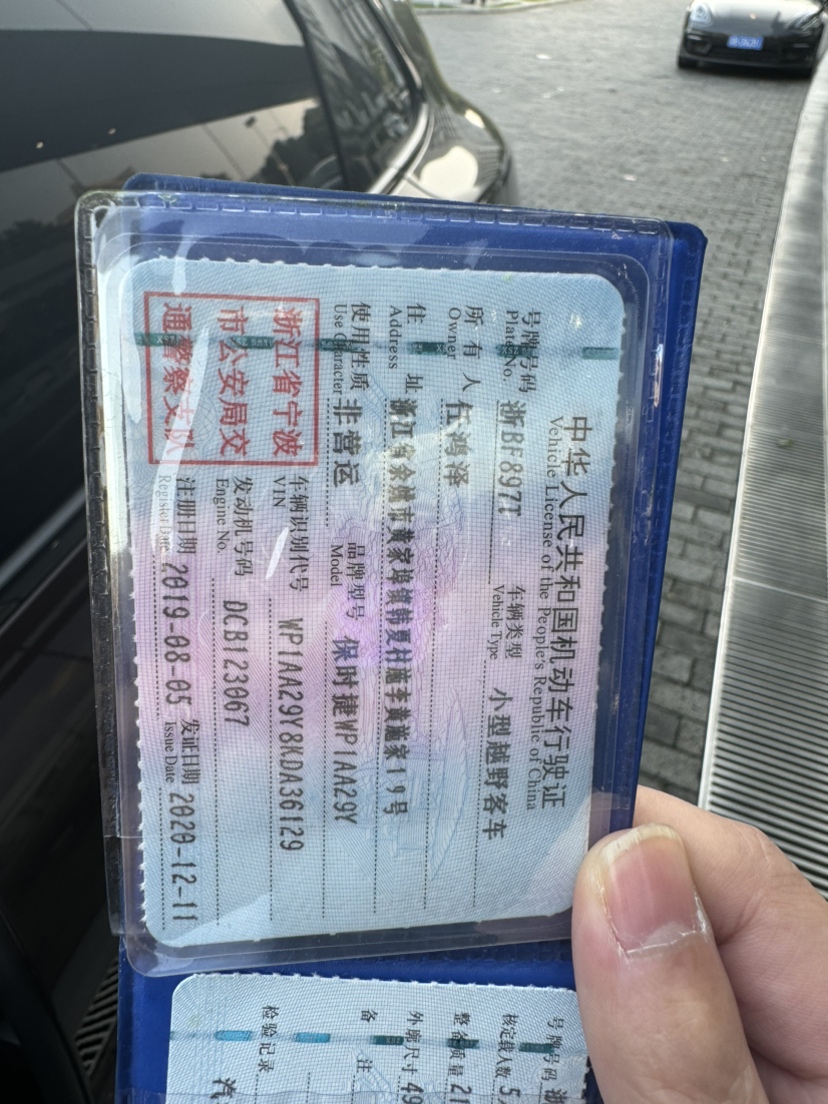 中华人民共和国机动车行驶证
Vehicle License of the People's Republic of China
号牌号码 浙BF897T 车辆类型 小型越野客车
Plate No. Vehicle Type
所有人 任鸿泽
Owner
住址 浙江省余姚市黄家埠镇韩夏村施李黄施家19号
Address
使用性质 非营运 品牌型号 保时捷WP1AA29Y
Use Character Model
浙江省宁波
市公安局交
通警察支队
车辆识别代号 WP1AA29Y8KDA36129
VIN
发动机号码 DCB123067
Engine No.
注册日期 2019-08-05 发证日期 2020-12-11
Register Date Issue Date
号牌号码
核定载人数 5
整备质量 21
外廓尺寸 49
备注
检验记录